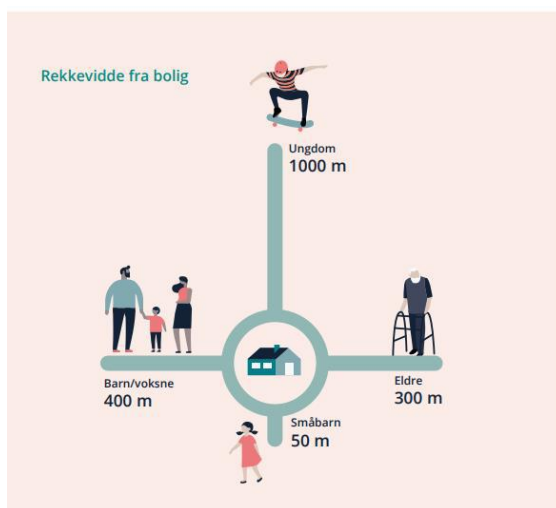 Rekkevidde fra bolig
Ungdom
1000 m
Barn/voksne
400 m
Eldre
300 m
Småbarn
50 m